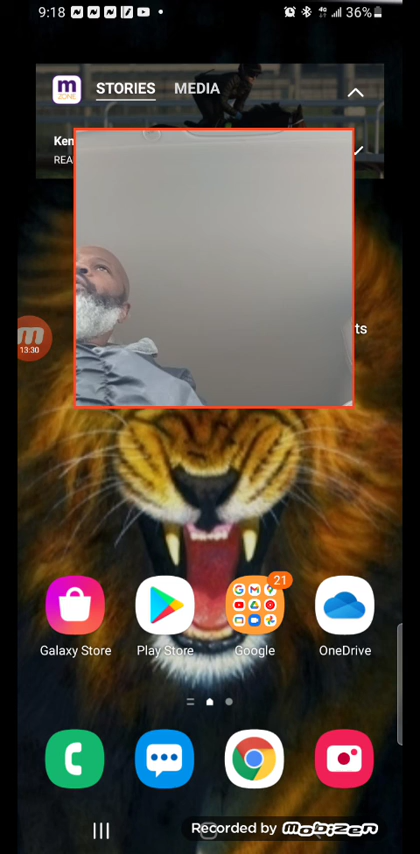 9:18
36%
m
ZONE
STORIES MEDIA
Ken
REA
ts
m
13:30
21
Galaxy Store Play Store Google OneDrive
Recorded by mobizen